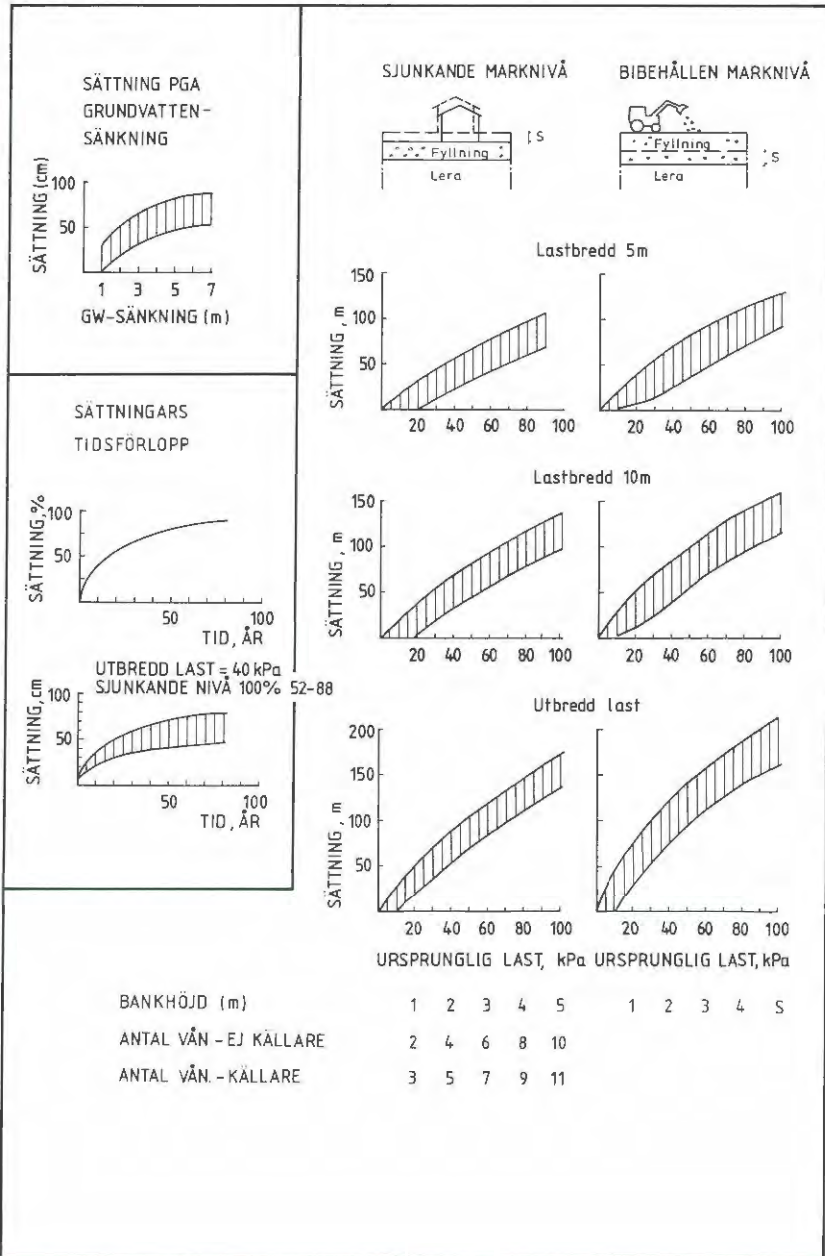 SÄTTNING PGA
GRUNDVATTEN-
SÄNKNING
SÄTTNING (cm)
100
50
1 3 5 7
GW-SÄNKNING (m)
SÄTTNINGARS
TIDSFÖRLOPP
SÄTTNING,%
100
50
50 100
TID, ÅR
UTBREDD LAST = 40 kPa
SJUNKANDE NIVÅ 100% 52-88
SÄTTNING,cm
100
50
50 100
TID, ÅR
SJUNKANDE MARKNIVÅ
S
Fyllning
Lera
BIBEHÅLLEN MARKNIVÅ
Fyllning
S
Lera
Lastbredd 5m
SÄTTNING, m
150
100
50
20 40 60 80 100
20 40 60 80 100
Lastbredd 10m
SÄTTNING, m
150
100
50
20 40 60 80 100
20 40 60 80 100
Utbredd last
SÄTTNING, m
200
150
100
50
20 40 60 80 100
20 40 60 80 100
URSPRUNGLIG LAST, kPa URSPRUNGLIG LAST, kPa
BANKHÖJD (m) 1 2 3 4 5 1 2 3 4 S
ANTAL VÅN - EJ KÄLLARE 2 4 6 8 10
ANTAL VÅN. - KÄLLARE 3 5 7 9 11